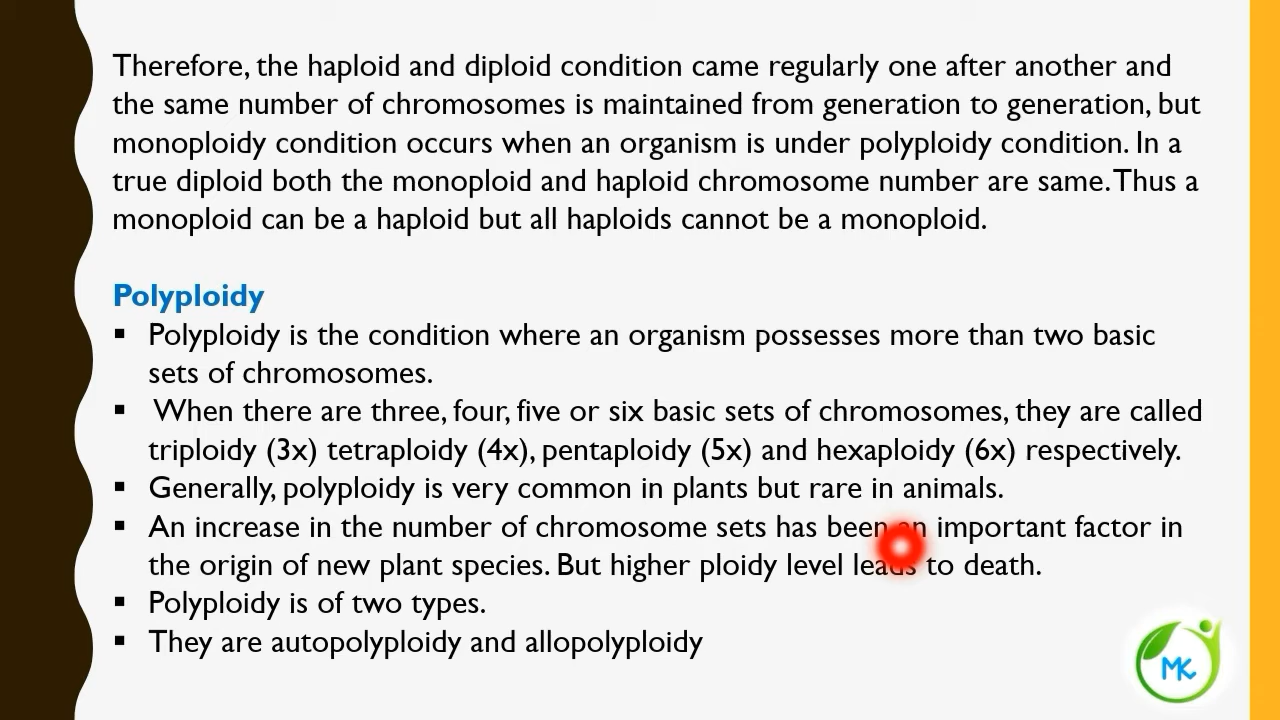 Therefore, the haploid and diploid condition came regularly one after another and
the same number of chromosomes is maintained from generation to generation, but
monoploidy condition occurs when an organism is under polyploidy condition. In a
true diploid both the monoploid and haploid chromosome number are same. Thus a
monoploid can be a haploid but all haploids cannot be a monoploid.
Polyploidy
▪ Polyploidy is the condition where an organism possesses more than two basic
sets of chromosomes.
▪ When there are three, four, five or six basic sets of chromosomes, they are called
triploidy (3x) tetraploidy (4x), pentaploidy (5x) and hexaploidy (6x) respectively.
▪ Generally, polyploidy is very common in plants but rare in animals.
▪ An increase in the number of chromosome sets has been an important factor in
the origin of new plant species. But higher ploidy level leads to death.
▪ Polyploidy is of two types.
▪ They are autopolyploidy and allopolyploidy
MK